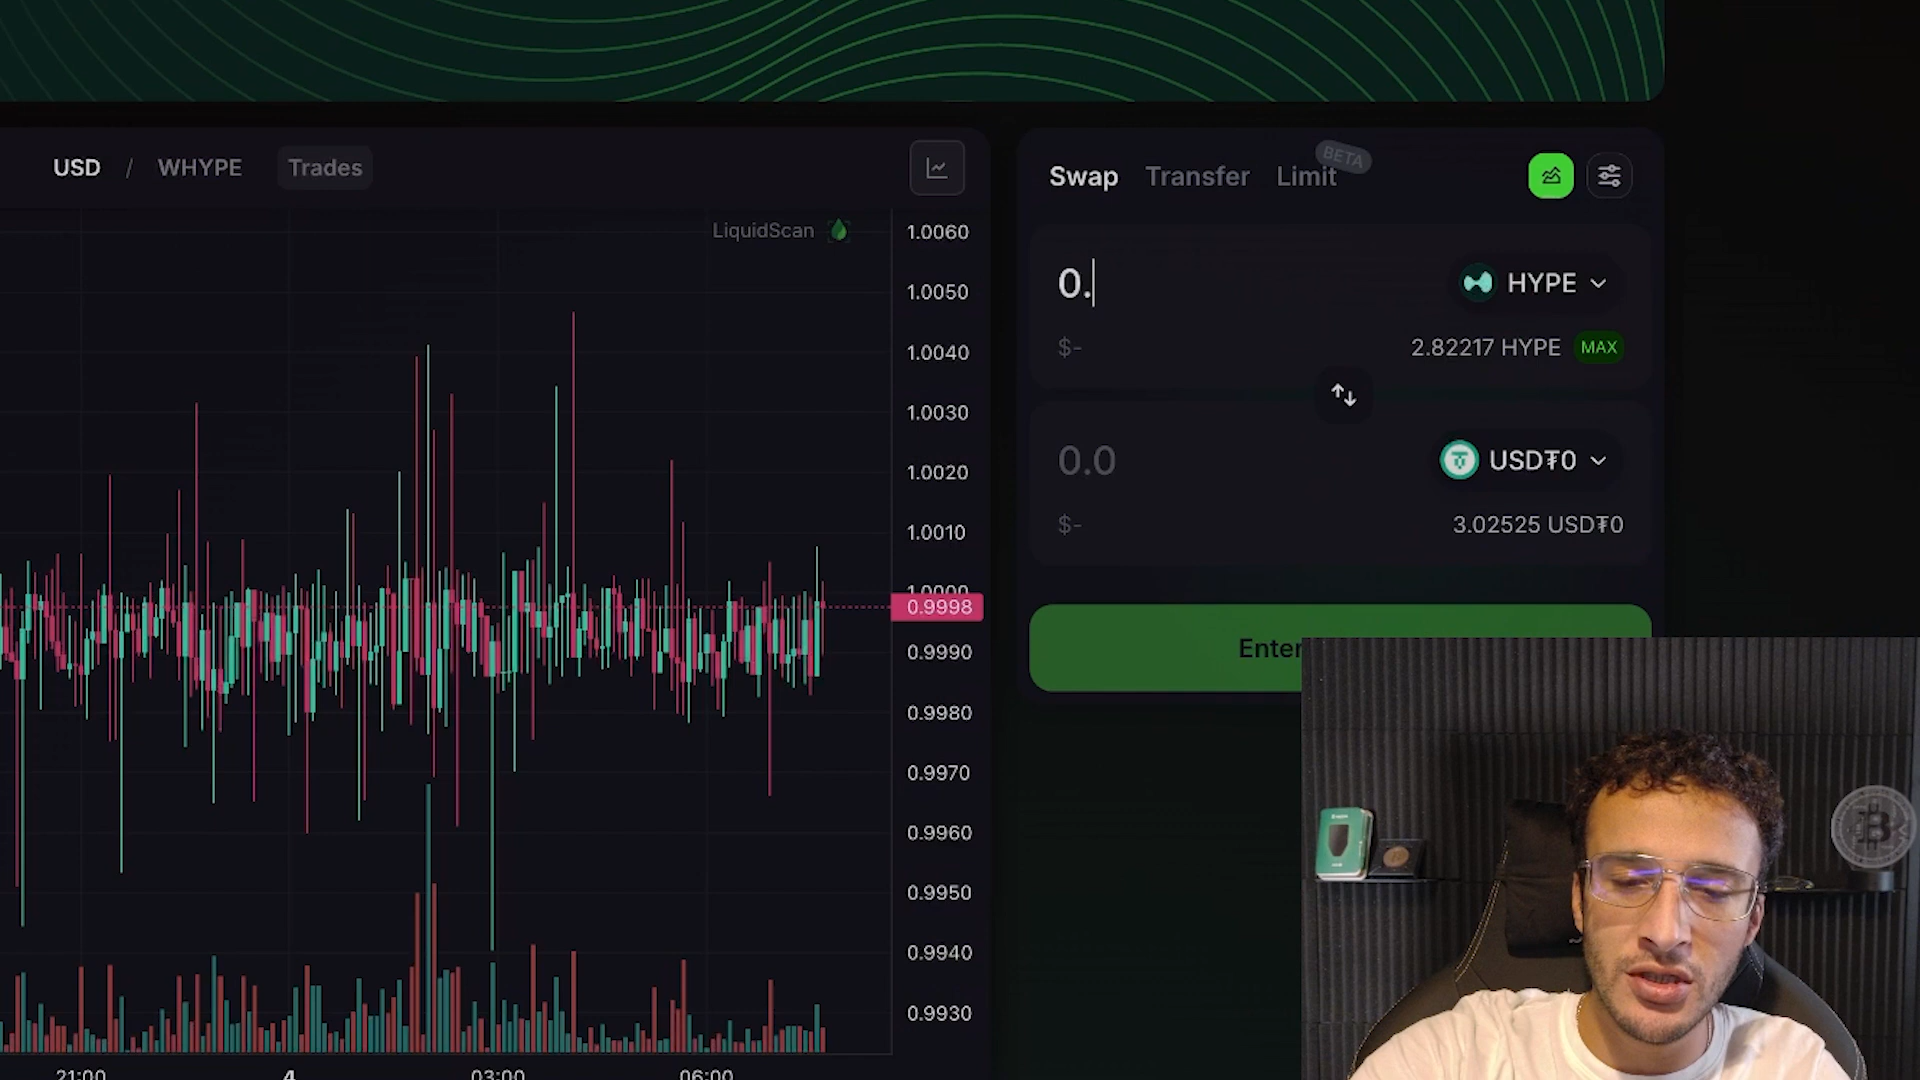 USD / WHYPE Trades
LiquidScan
1.0060
1.0050
1.0040
1.0030
1.0020
1.0010
1.0000
0.9998
0.9990
0.9980
0.9970
0.9960
0.9950
0.9940
0.9930
21:00 4 03:00 06:00
Swap Transfer Limit BETA
0. HYPE
$- 2.82217 HYPE MAX
0.0 USD₮0
$- 3.02525 USD₮0
Enter